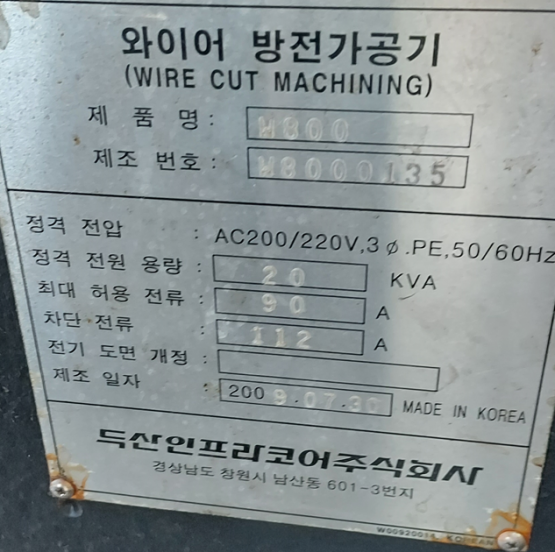 와이어 방전가공기
(WIRE CUT MACHINING)
제 품 명 : W800
제조 번호 : W8000135
정격 전압 : AC200/220V,3 ø .PE,50/60Hz
정격 전원 용량 : 20 KVA
최대 허용 전류 : 90 A
차단 전류 : 112 A
전기 도면 개정 :
제조 일자 : 2009.07.30 MADE IN KOREA
두산인프라코어주식회사
경상남도 창원시 남산동 601-3번지
KOREAN